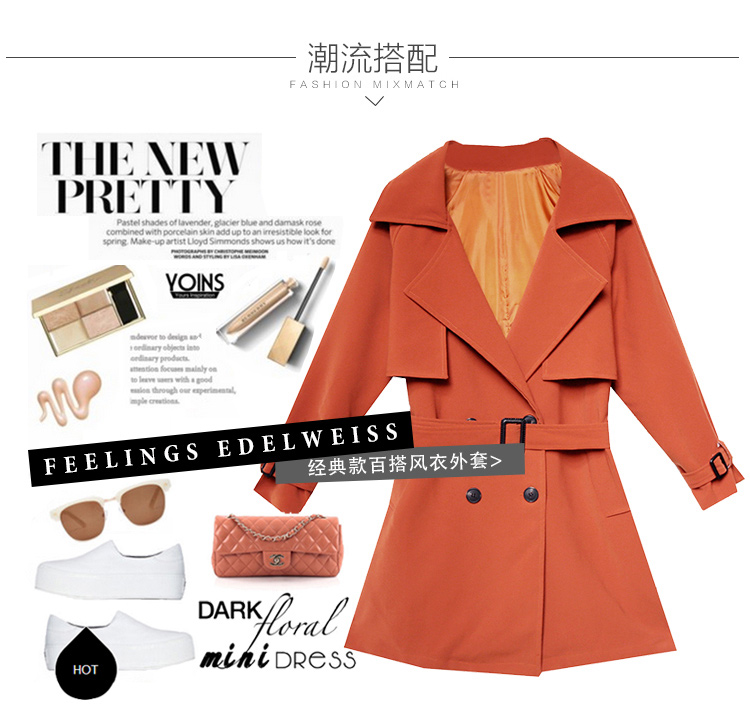 潮流搭配
FASHION MIXMATCH
THE NEW
PRETTY
Pastel shades of lavender, glacier blue and damask rose
combined with porcelain skin add up to an irresistible look for
spring. Make-up artist Lloyd Simmonds shows us how it's done
PHOTOGRAPHS BY CHRISTOPHE MEIMOON
WORDS AND STYLING BY LISA OXENHAM
YOINS
Yours Inspiration
ndeavor to design an
ordinary objects into
ordinary products.
attention focuses mainly on
to leave users with a good
ession through our experimental,
imple creations.
FEELINGS EDELWEISS
经典款百搭风衣外套>
DARK
floral
mini DRESS
HOT